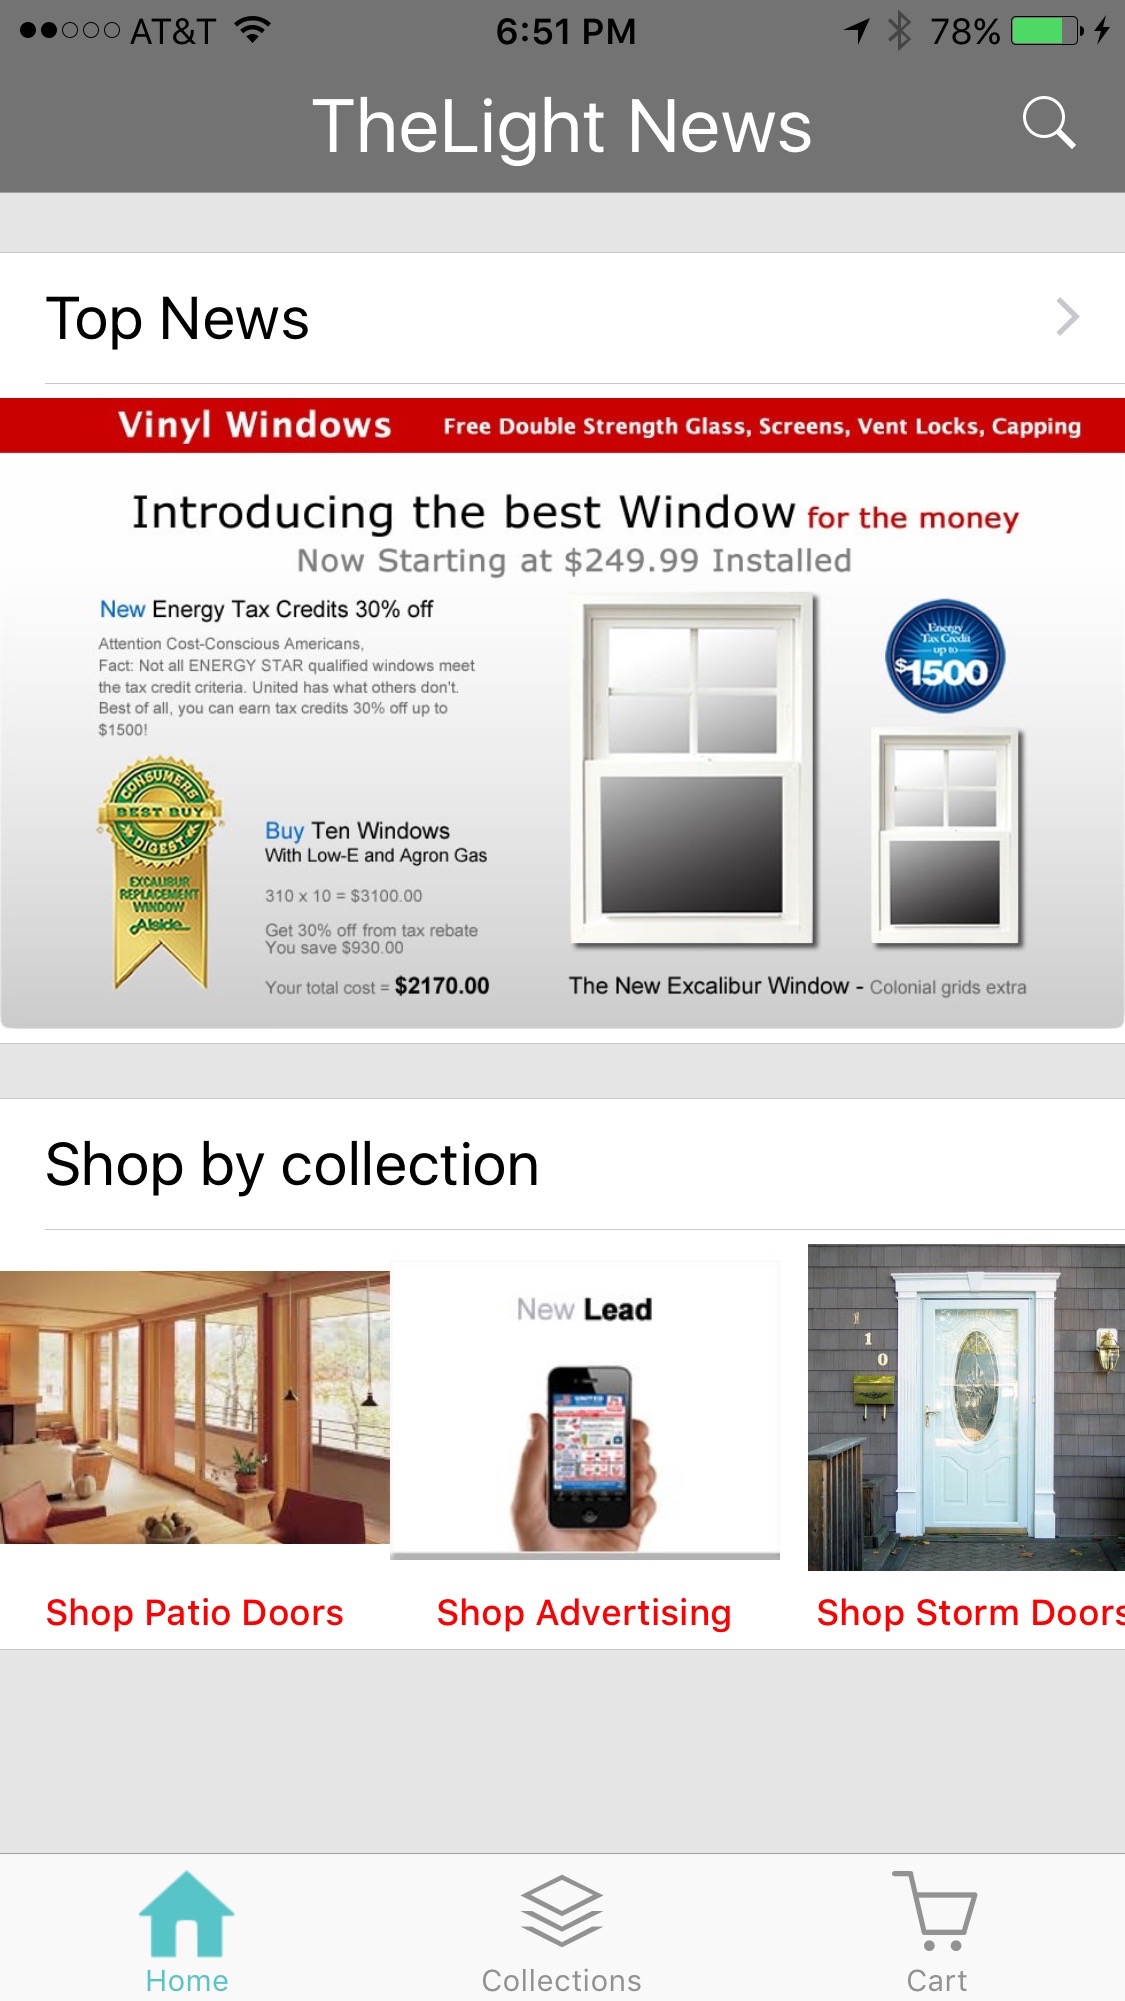 AT&T 6:51 PM 78%
TheLight News
Top News
Vinyl Windows Free Double Strength Glass, Screens, Vent Locks, Capping
Introducing the best Window for the money
Now Starting at $249.99 Installed
New Energy Tax Credits 30% off
Attention Cost-Conscious Americans,
Fact: Not all ENERGY STAR qualified windows meet
the tax credit criteria. United has what others don't.
Best of all, you can earn tax credits 30% off up to
$1500!
Energy
Tax Credit
up to
$1500
CONSUMERS
BEST BUY
DIGEST
EXCALIBUR
REPLACEMENT
WINDOW
Alside
Buy Ten Windows
With Low-E and Agron Gas
310 x 10 = $3100.00
Get 30% off from tax rebate
You save $930.00
Your total cost = $2170.00
The New Excalibur Window - Colonial grids extra
Shop by collection
New Lead
1
1
0
Shop Patio Doors
Shop Advertising
Shop Storm Doors
Home
Collections
Cart